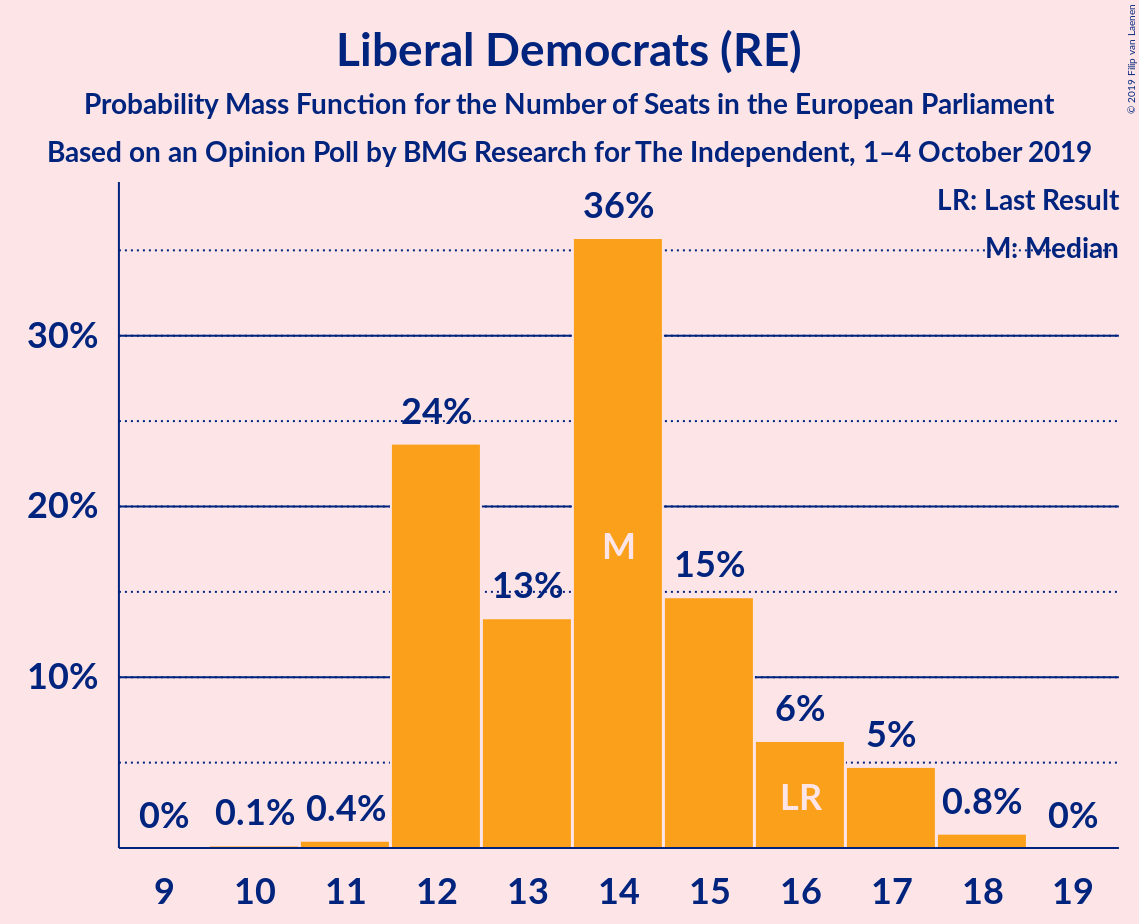 © 2019 Filip van Laenen
Liberal Democrats (RE)
Probability Mass Function for the Number of Seats in the European Parliament
Based on an Opinion Poll by BMG Research for The Independent, 1–4 October 2019
LR: Last Result
M: Median
36%
30%
24%
20%
M
15%
13%
10%
6%
5%
LR
0%
0.1%
0.4%
0.8%
0%
9 10 11 12 13 14 15 16 17 18 19